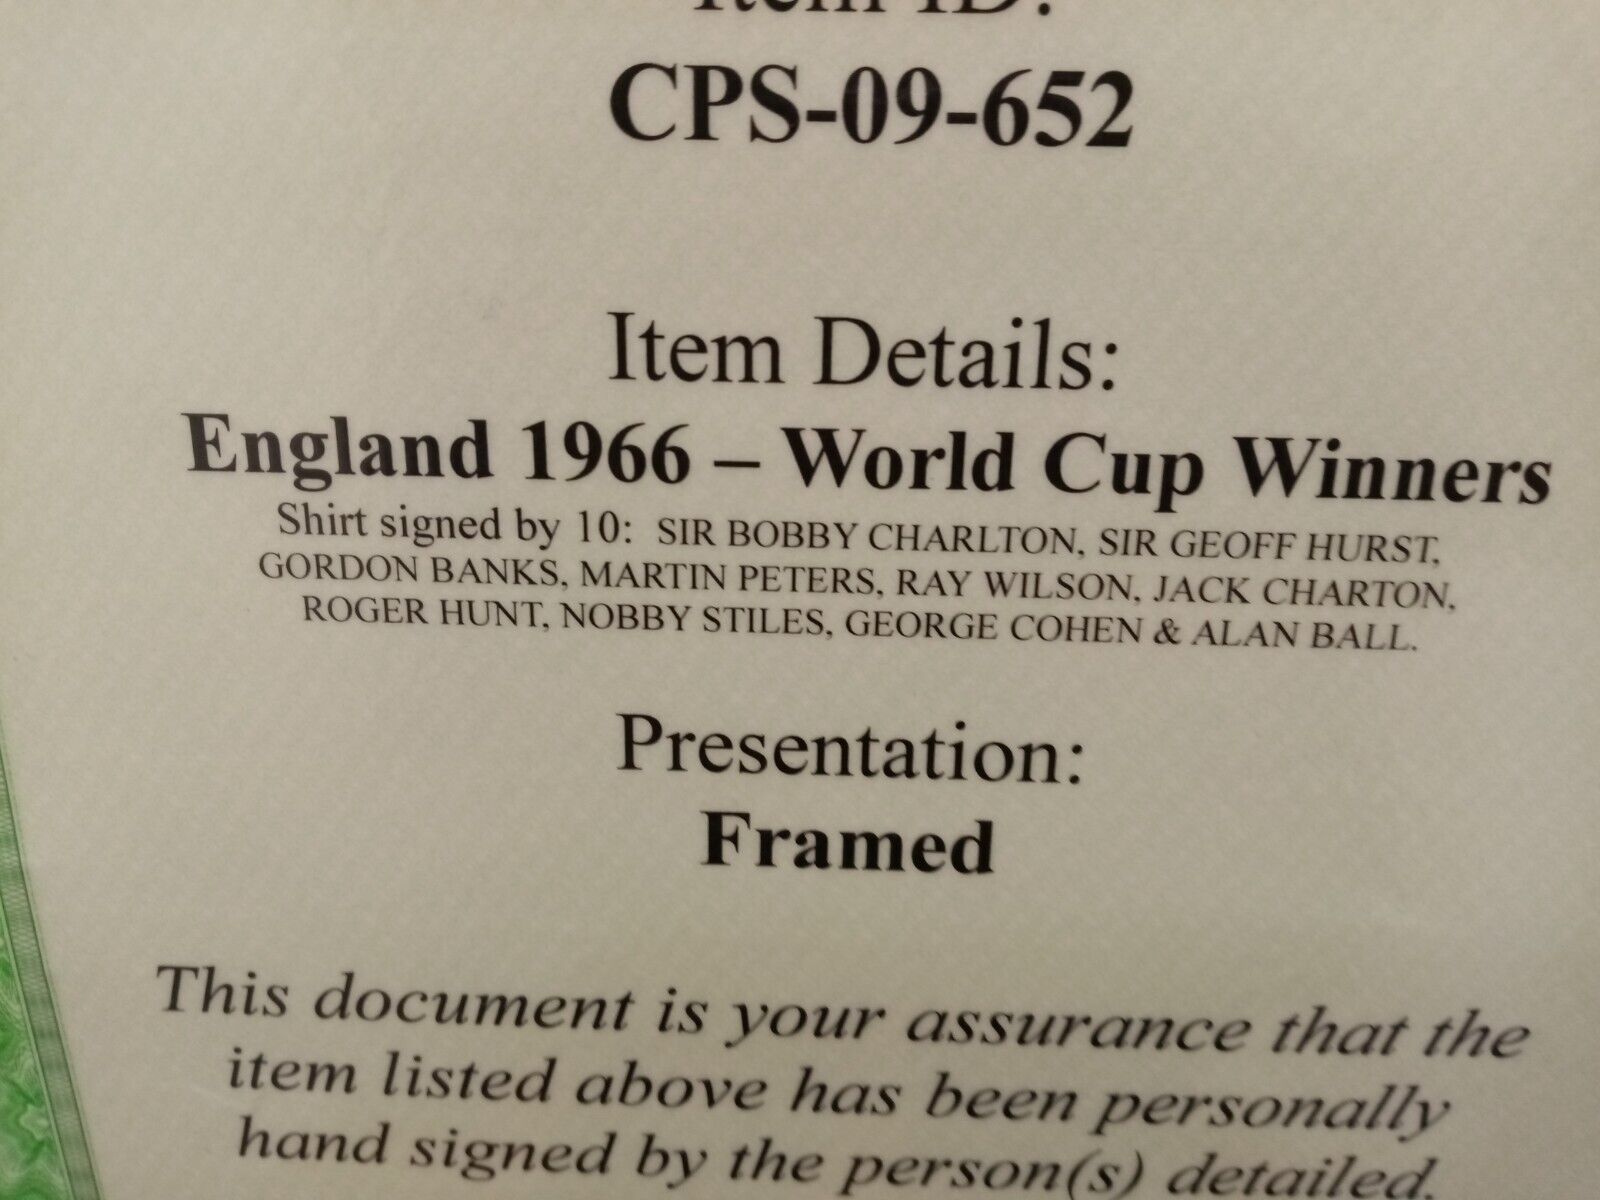 Item ID:
CPS-09-652
Item Details:
England 1966 – World Cup Winners
Shirt signed by 10: SIR BOBBY CHARLTON, SIR GEOFF HURST,
GORDON BANKS, MARTIN PETERS, RAY WILSON, JACK CHARTON,
ROGER HUNT, NOBBY STILES, GEORGE COHEN & ALAN BALL.
Presentation:
Framed
This document is your assurance that the
item listed above has been personally
hand signed by the person(s) detailed.